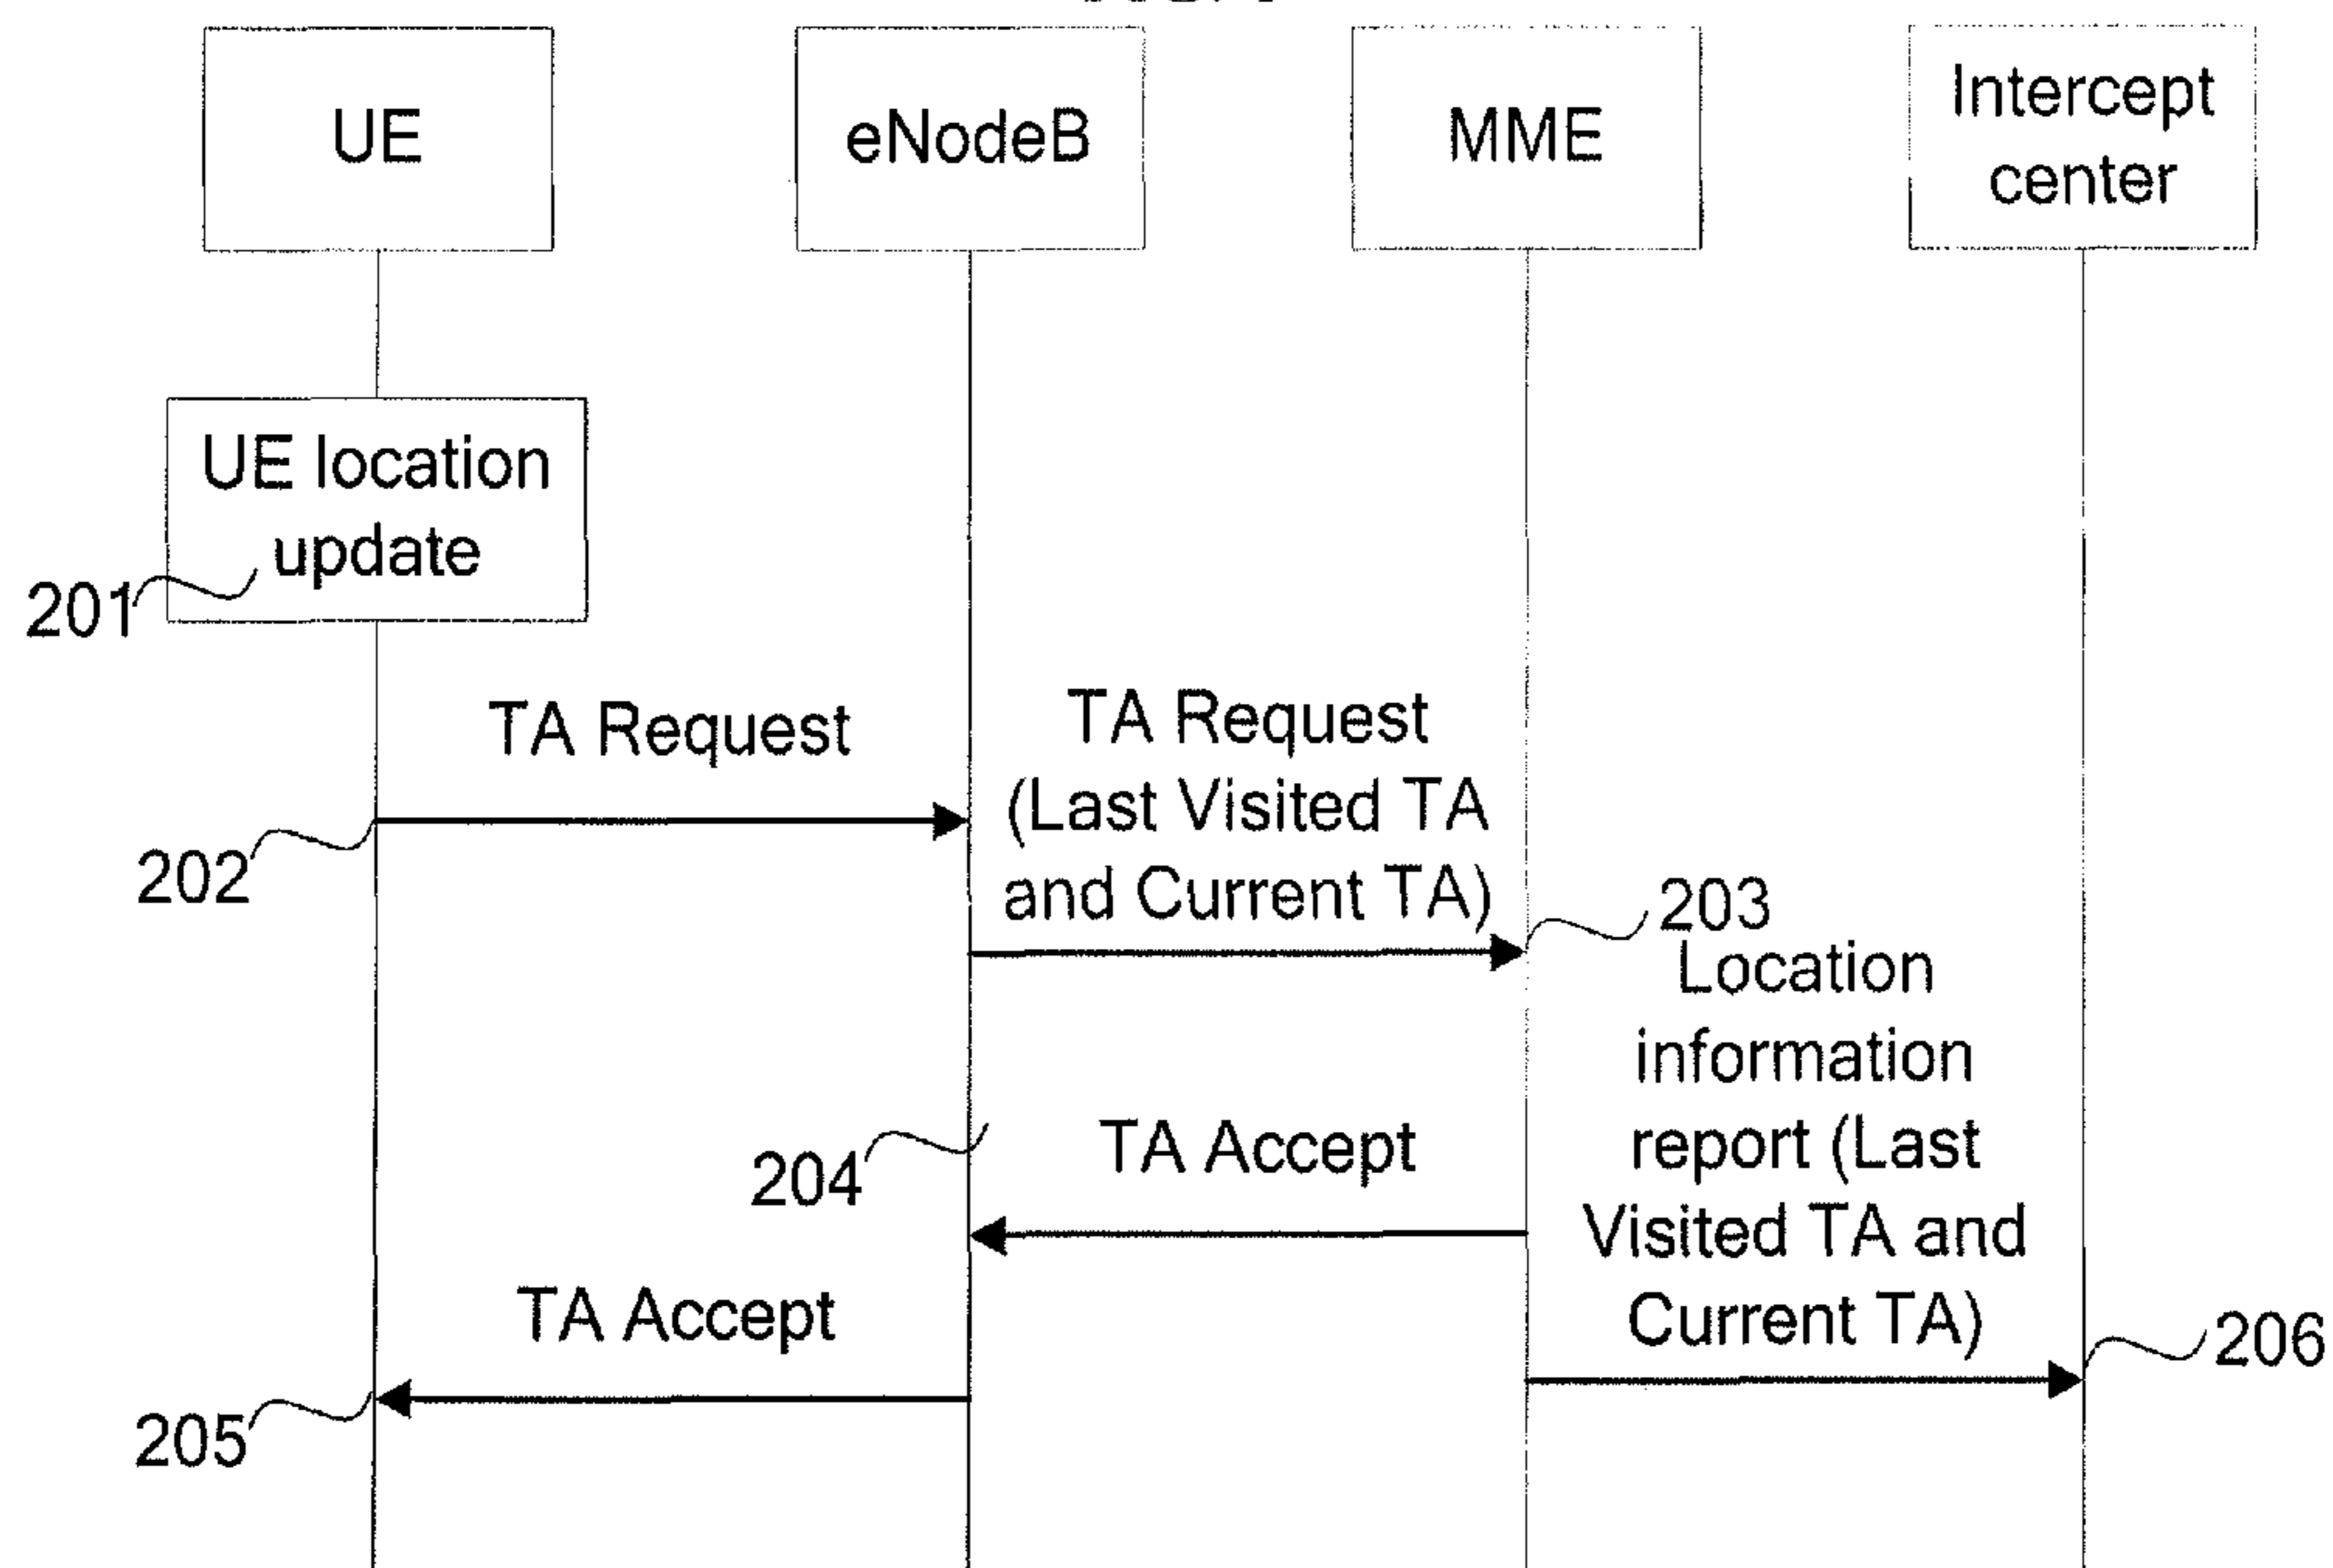 UE
eNodeB
MME
Intercept
center
UE location
update
201
TA Request
202
TA Request
(Last Visited TA
and Current TA)
203
Location
information
report (Last
Visited TA and
Current TA)
204
TA Accept
TA Accept
205
206